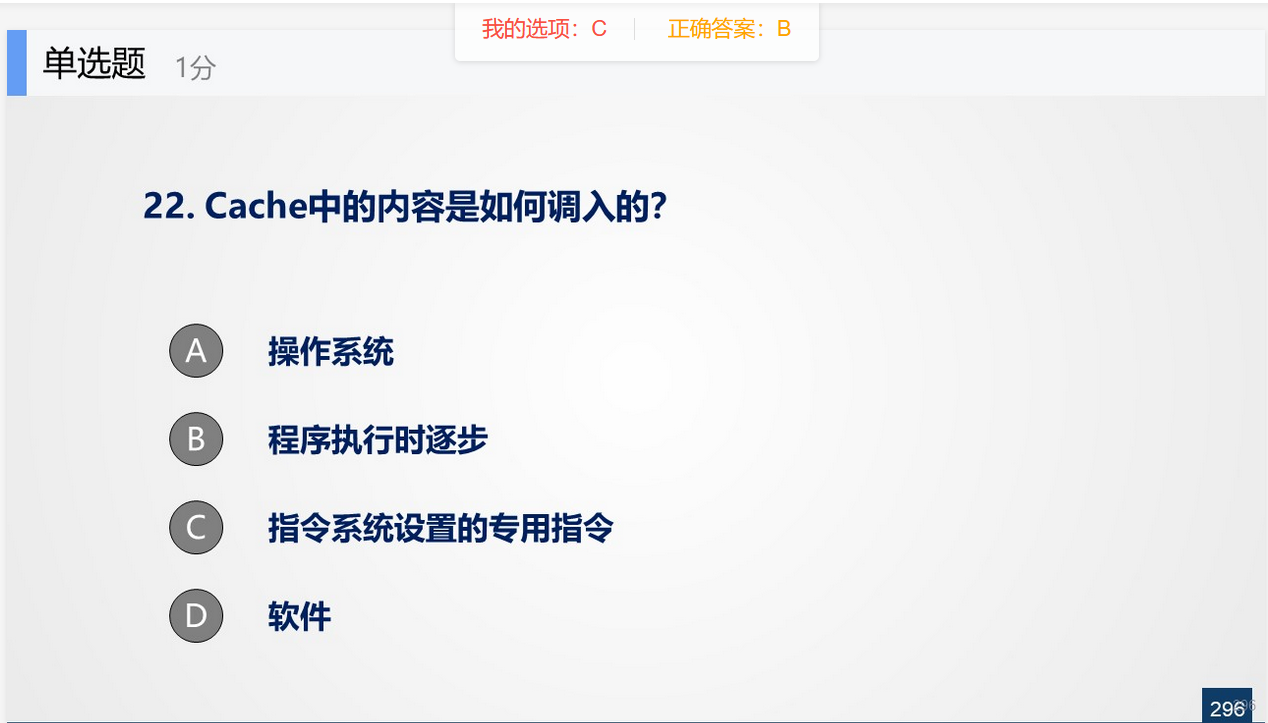 我的选项：C 正确答案：B
单选题 1分
22. Cache中的内容是如何调入的?
A 操作系统
B 程序执行时逐步
C 指令系统设置的专用指令
D 软件
296
296